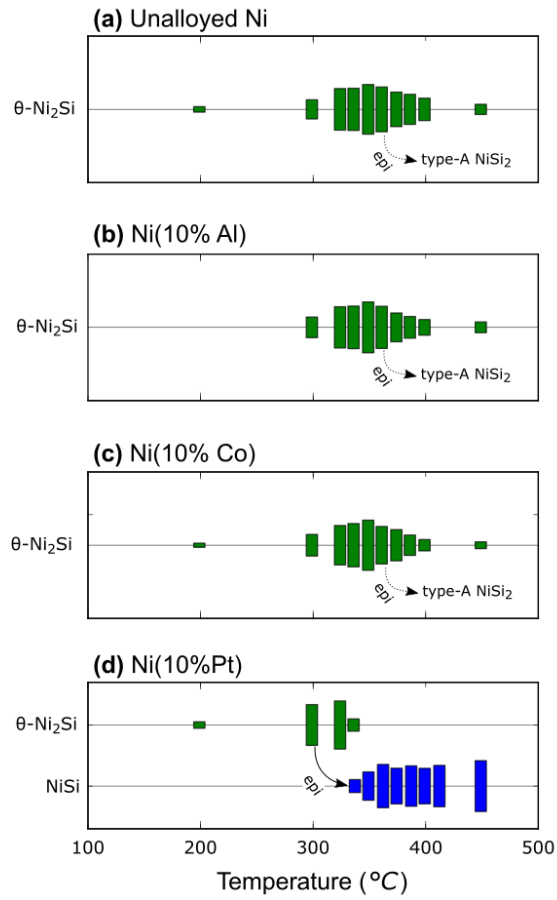 (a) Unalloyed Ni
θ-Ni₂Si
epi
type-A NiSi₂
(b) Ni(10% Al)
θ-Ni₂Si
epi
type-A NiSi₂
(c) Ni(10% Co)
θ-Ni₂Si
epi
type-A NiSi₂
(d) Ni(10%Pt)
θ-Ni₂Si
epi
NiSi
100 200 300 400 500
Temperature (°C)